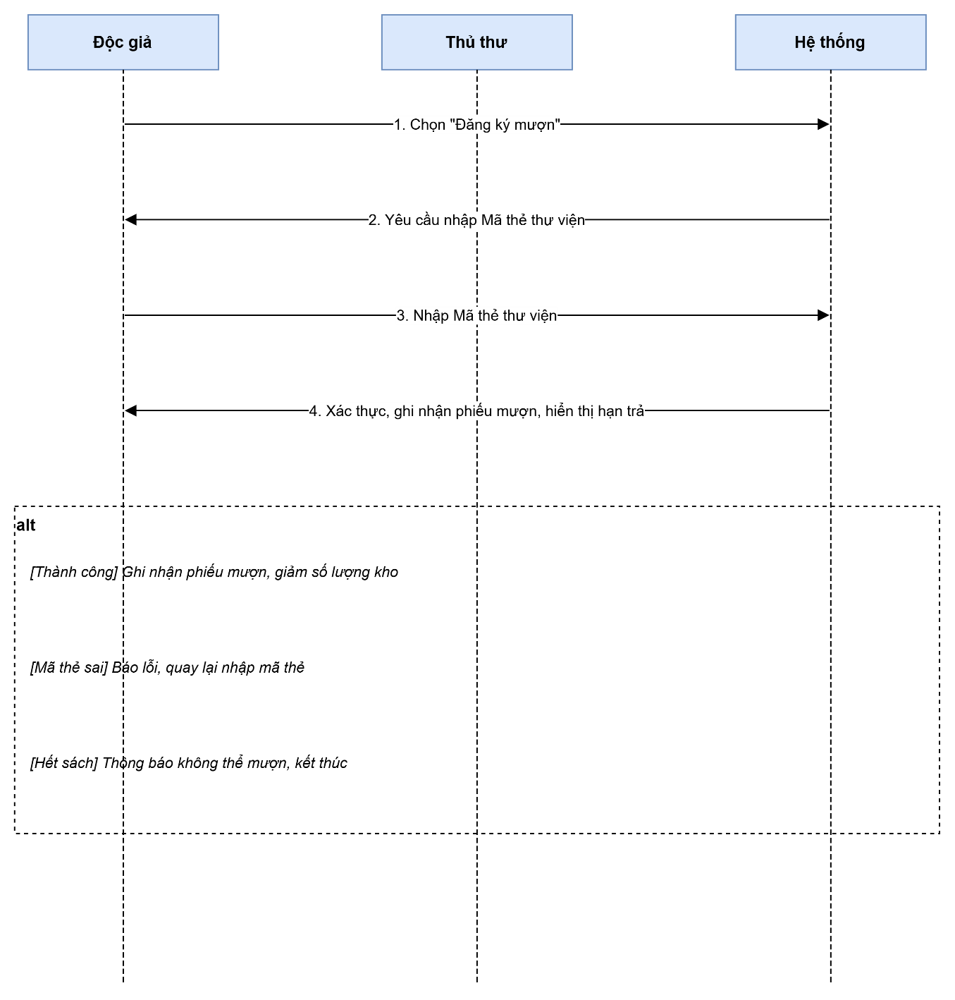 Độc giả
Thủ thư
Hệ thống
1. Chọn "Đăng ký mượn"
2. Yêu cầu nhập Mã thẻ thư viện
3. Nhập Mã thẻ thư viện
4. Xác thực, ghi nhận phiếu mượn, hiển thị hạn trả
alt
[Thành công] Ghi nhận phiếu mượn, giảm số lượng kho
[Mã thẻ sai] Báo lỗi, quay lại nhập mã thẻ
[Hết sách] Thông báo không thể mượn, kết thúc